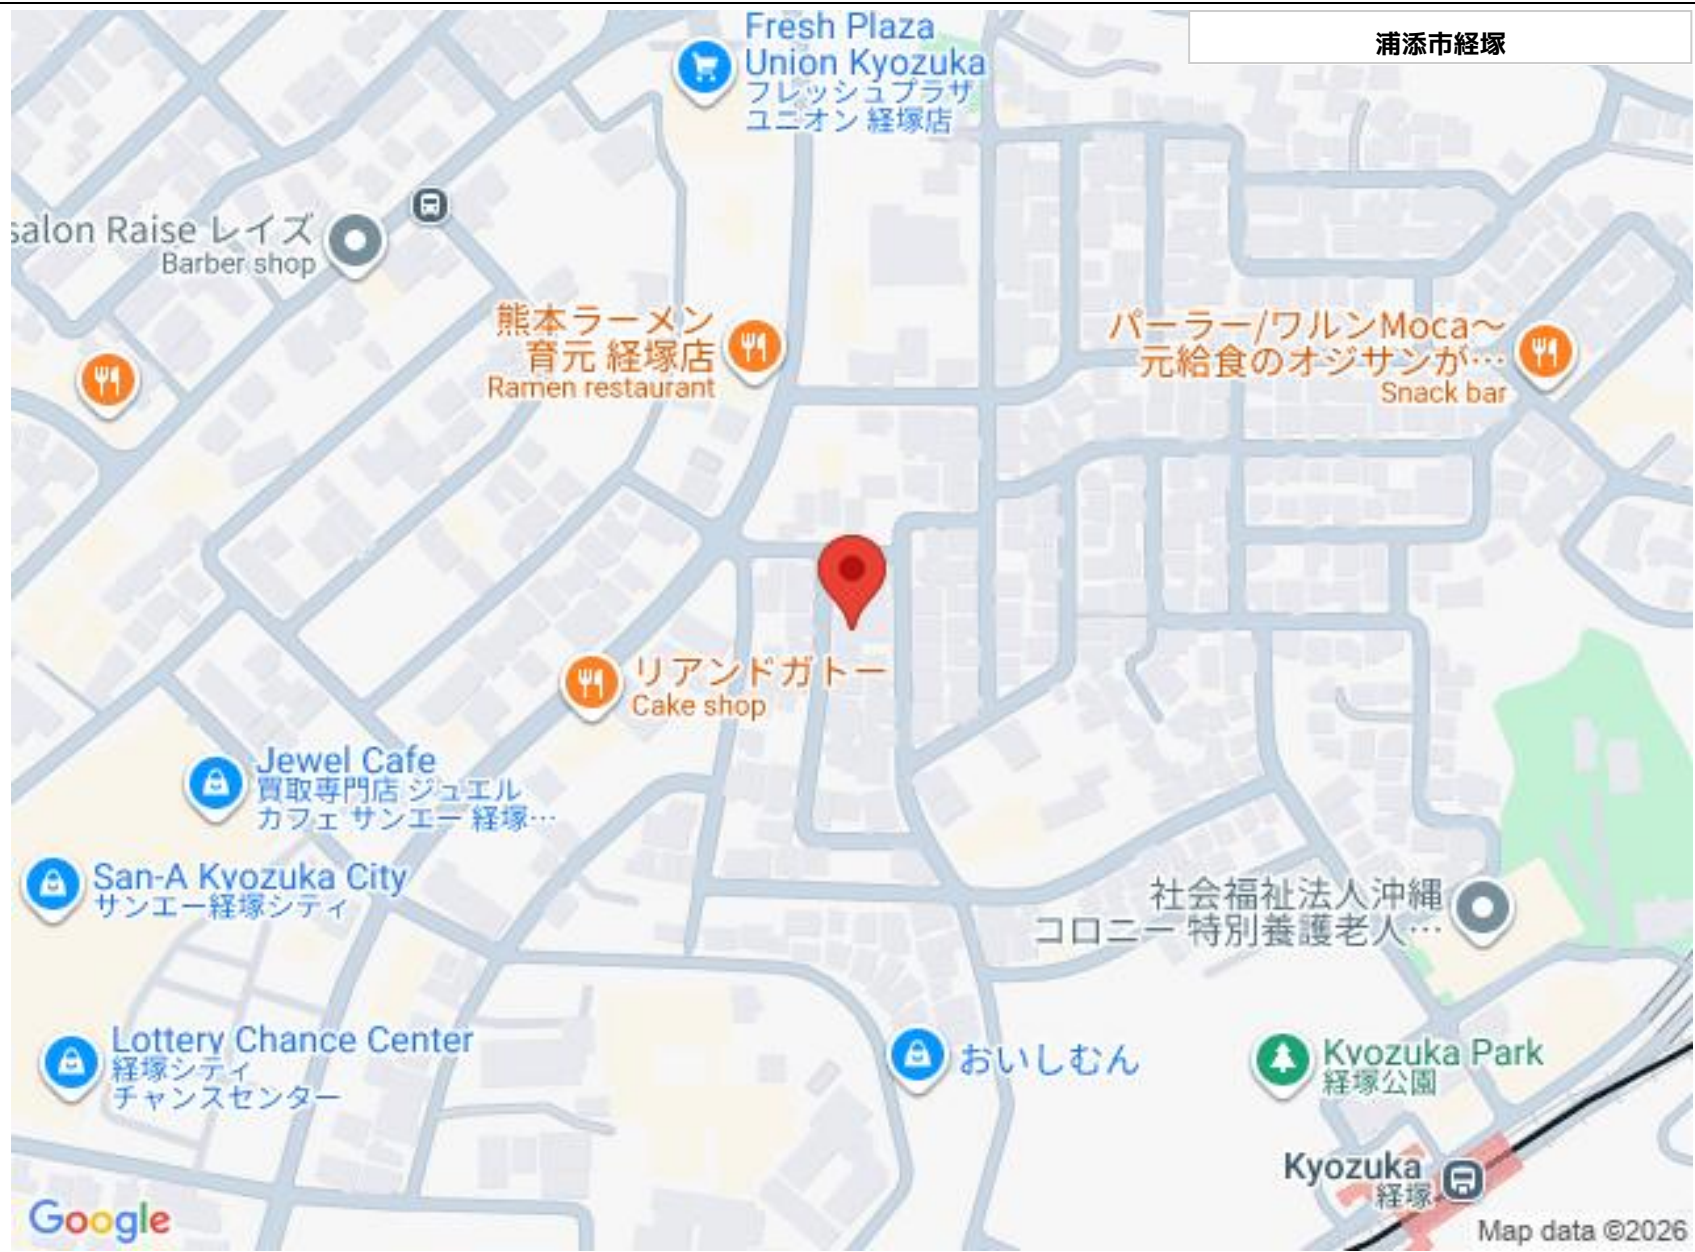 浦添市経塚
Fresh Plaza
Union Kyozuka
フレッシュプラザ
ユニオン 経塚店
salon Raise レイズ
Barber shop
熊本ラーメン
育元 経塚店
Ramen restaurant
パーラー/ワルンMoca～
元給食のオジサンが…
Snack bar
リアンドガトー
Cake shop
Jewel Cafe
買取専門店 ジュエル
カフェ サンエー 経塚…
San-A Kyozuka City
サンエー経塚シティ
社会福祉法人沖縄
コロニー 特別養護老人…
Lottery Chance Center
経塚シティ
チャンスセンター
おいしむん
Kyozuka Park
経塚公園
Kyozuka
経塚
Google
Map data ©2026